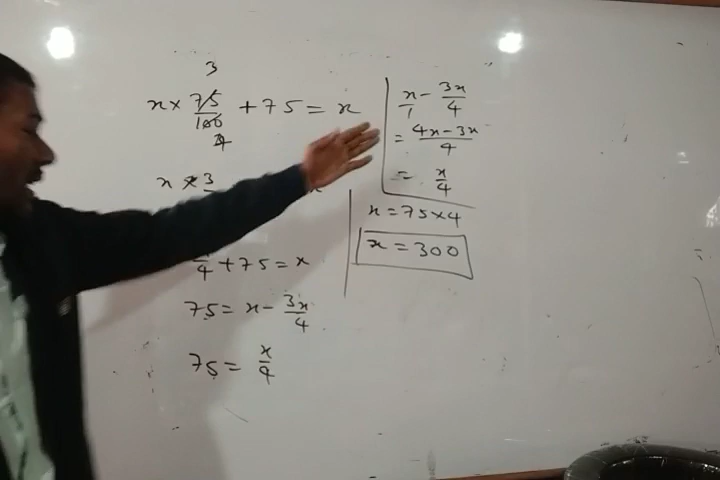 x × 75/100 + 75 = x
3
4
x × 3
/4 + 75 = x
75 = x - 3x/4
75 = x/4
x/1 - 3x/4
= 4x - 3x/4
= x/4
x = 75 × 4
x = 300